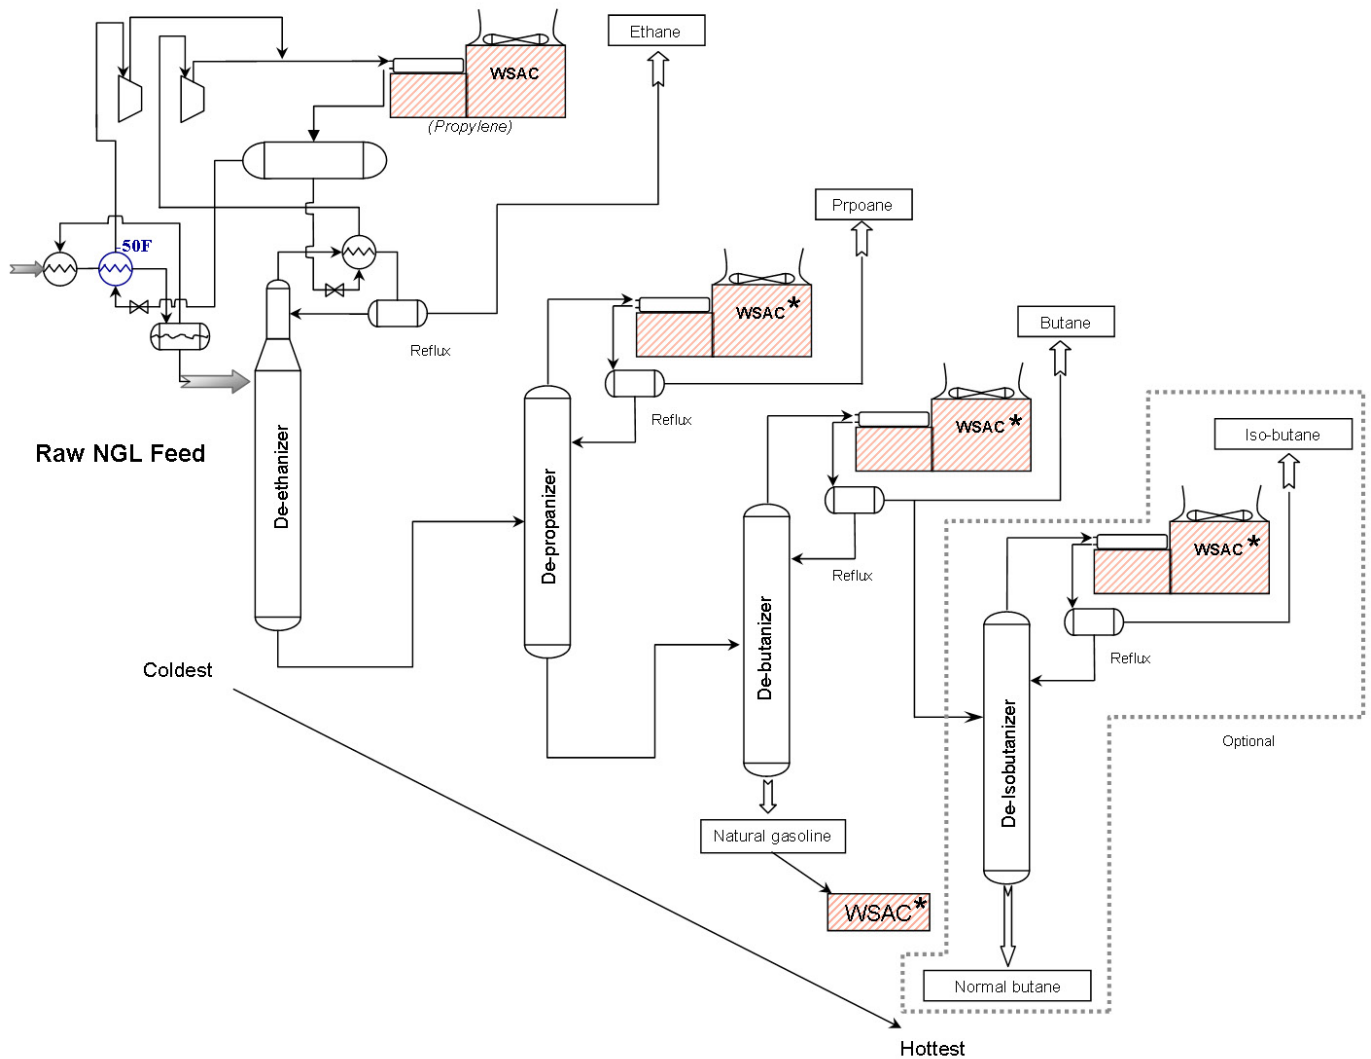 Ethane
WSAC
(Propylene)
Prpoane
-50F
WSAC*
Butane
Reflux
Reflux
WSAC*
Iso-butane
Raw NGL Feed
De-ethanizer
De-propanizer
WSAC*
Reflux
De-butanizer
Reflux
Coldest
De-Isobutanizer
Optional
Natural gasoline
WSAC*
Normal butane
Hottest